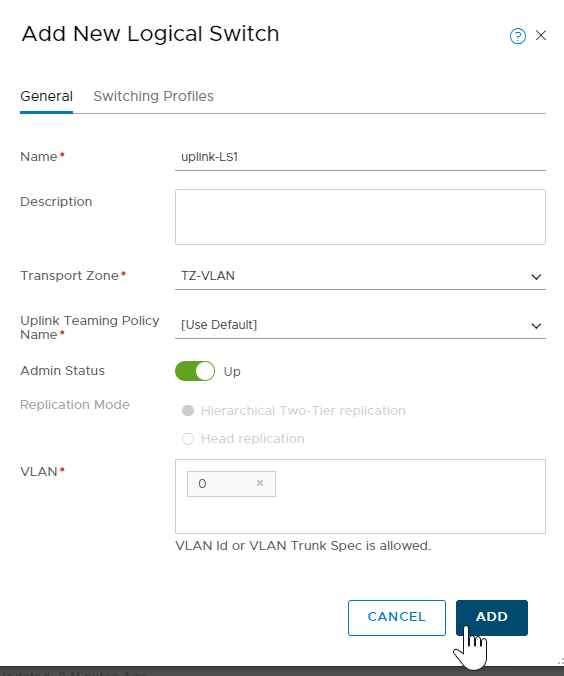 Add New Logical Switch
?
General Switching Profiles
Name*
uplink-LS1
Description
Transport Zone*
TZ-VLAN
Uplink Teaming Policy
Name*
[Use Default]
Admin Status
Up
Replication Mode
Hierarchical Two-Tier replication
Head replication
VLAN*
0 ×
VLAN Id or VLAN Trunk Spec is allowed.
CANCEL ADD